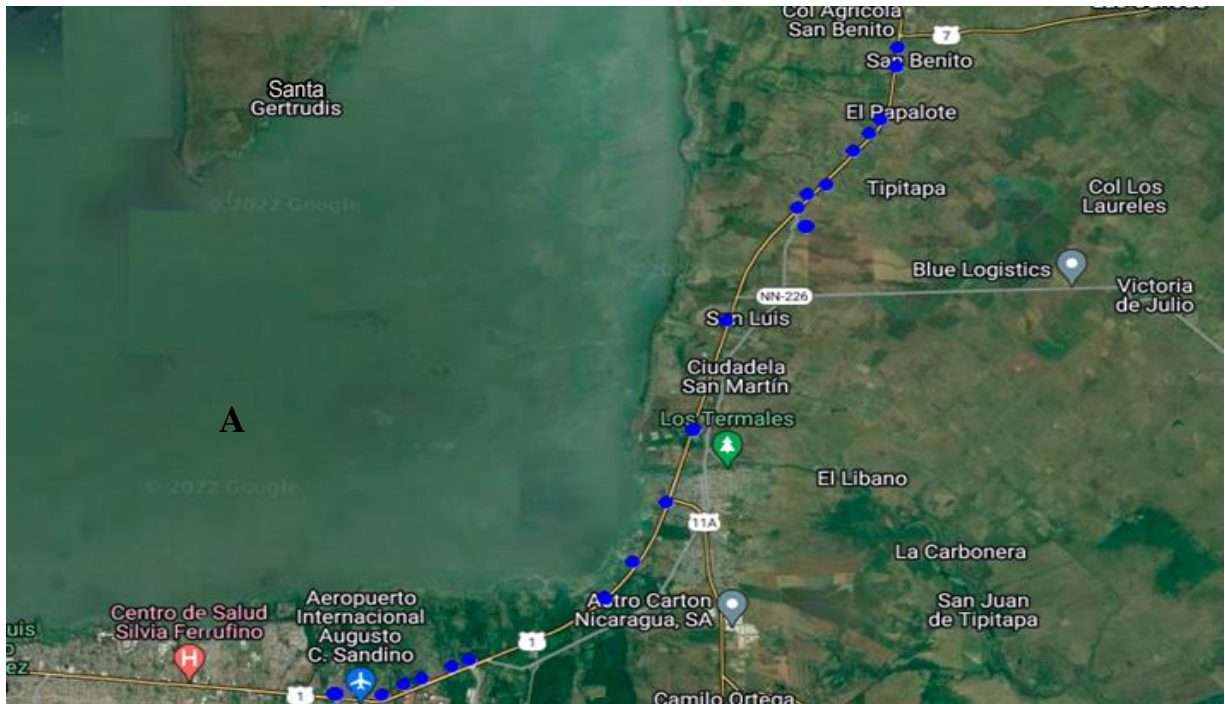 Col Agrícola
San Benito
7
San Benito
Santa
Gertrudis
El Papalote
© 2022 Google
Tipitapa
Col Los
Laureles
Blue Logistics
NN-226
Victoria
de Julio
San Luis
Ciudadela
San Martín
A
Los Termales
© 2022 Google
El Libano
11A
La Carbonera
Aeropuerto
Internacional
Augusto
C. Sandino
Centro de Salud
Silvia Ferrufino
H
Astro Carton
Nicaragua, SA
San Juan
de Tipitapa
1
1
Camilo Ortega